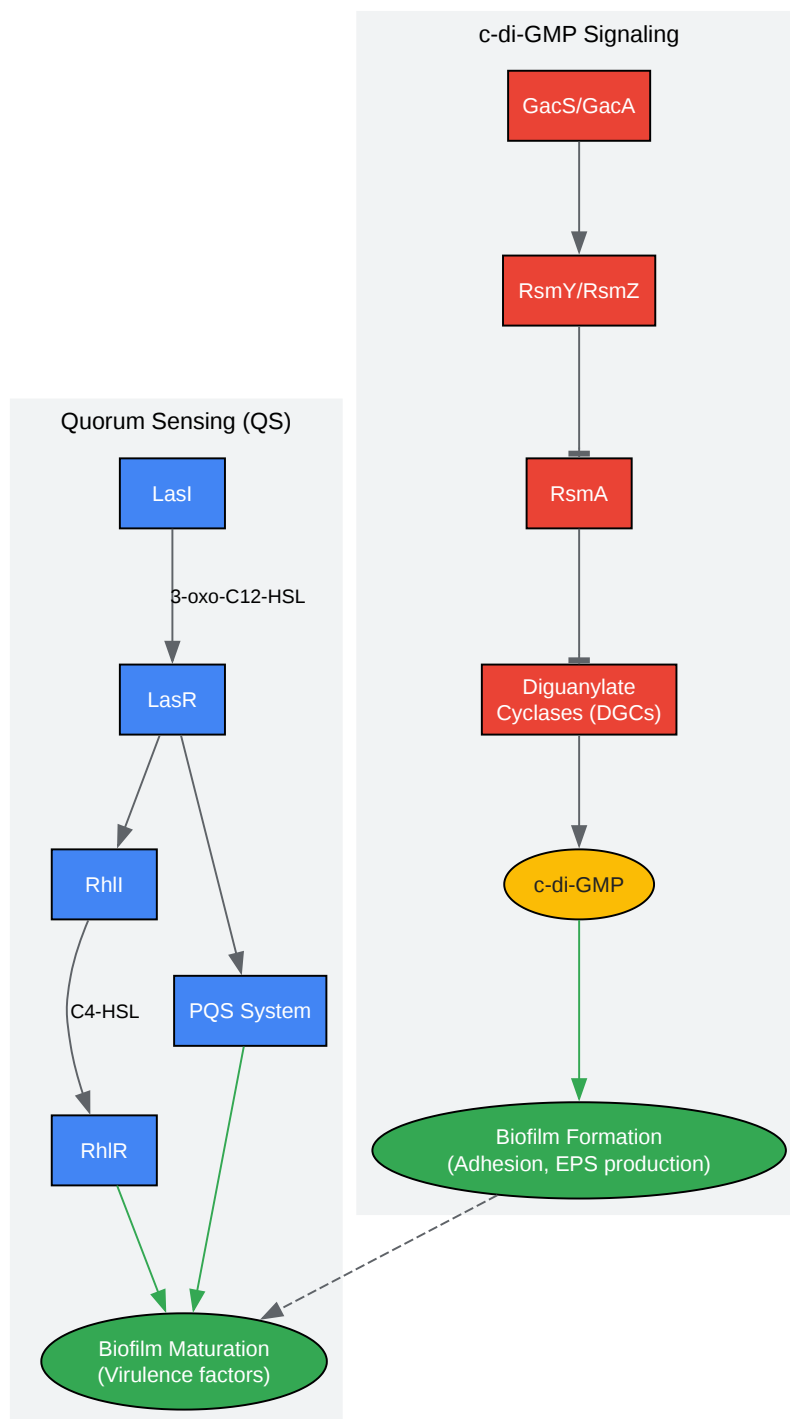 c-di-GMP Signaling
GacS/GacA
RsmY/RsmZ
RsmA
Diguanylate
Cyclases (DGCs)
c-di-GMP
Biofilm Formation
(Adhesion, EPS production)
Quorum Sensing (QS)
LasI
3-oxo-C12-HSL
LasR
RhlI
C4-HSL
PQS System
RhlR
Biofilm Maturation
(Virulence factors)